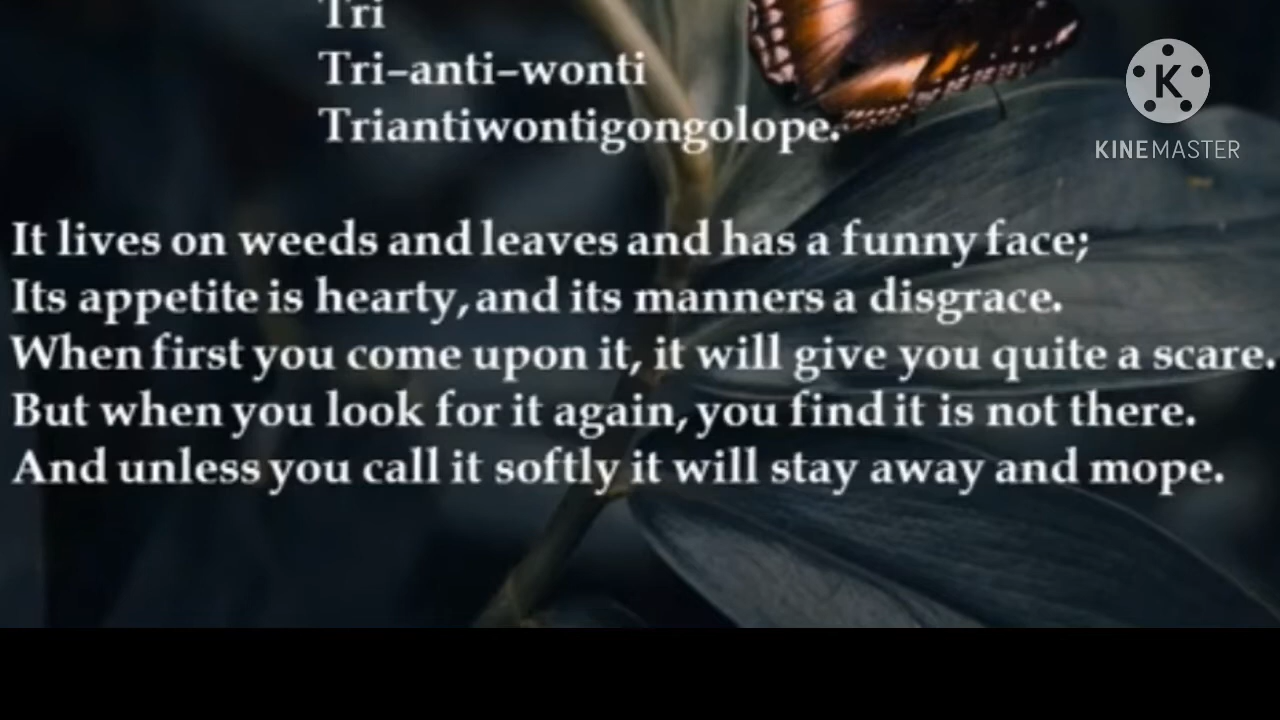 Tri
Tri–anti–wonti
Triantiwontigongolope.
KINEMASTER
It lives on weeds and leaves and has a funny face;
Its appetite is hearty, and its manners a disgrace.
When first you come upon it, it will give you quite a scare.
But when you look for it again, you find it is not there.
And unless you call it softly it will stay away and mope.